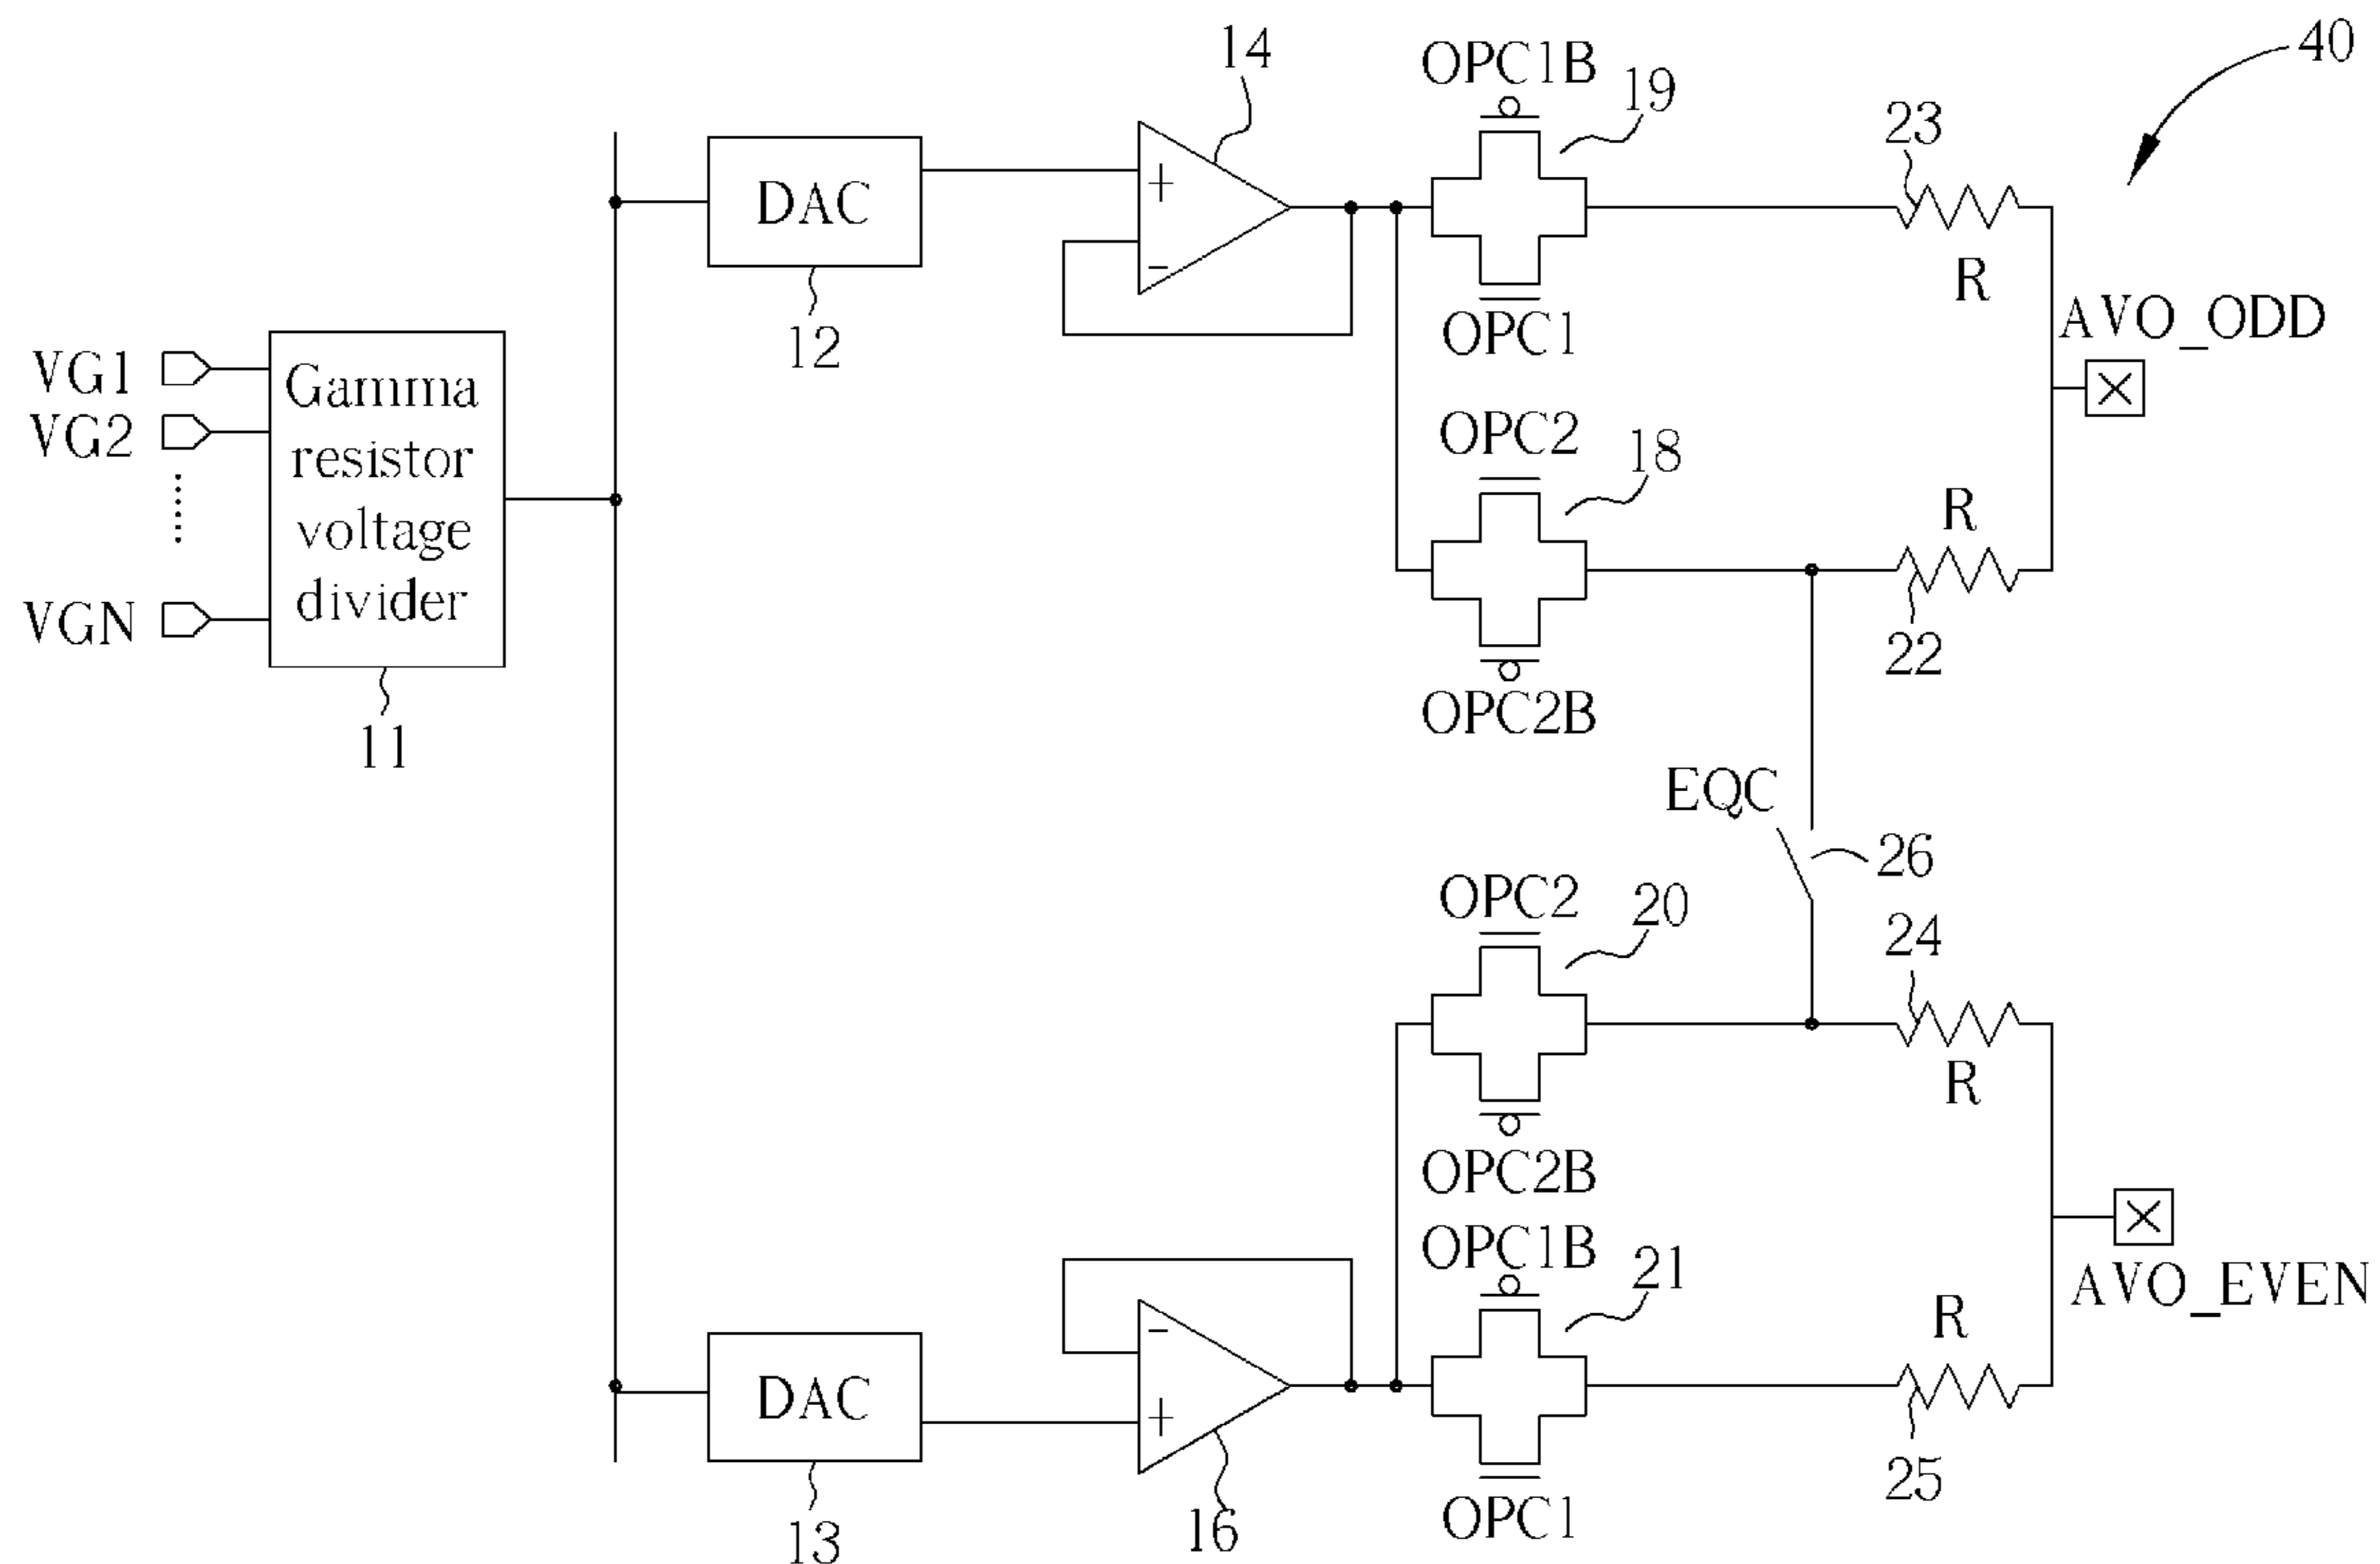 40
14
OPC1B
19
23
DAC
+
-
R
12
OPC1
AVO_ODD
VG1
VG2
VGN
Gamma
resistor
voltage
divider
11
OPC2
18
R
22
OPC2B
EQC
26
OPC2
20
24
R
OPC2B
OPC1B
21
AVO_EVEN
R
DAC
-
+
13
16
OPC1
25